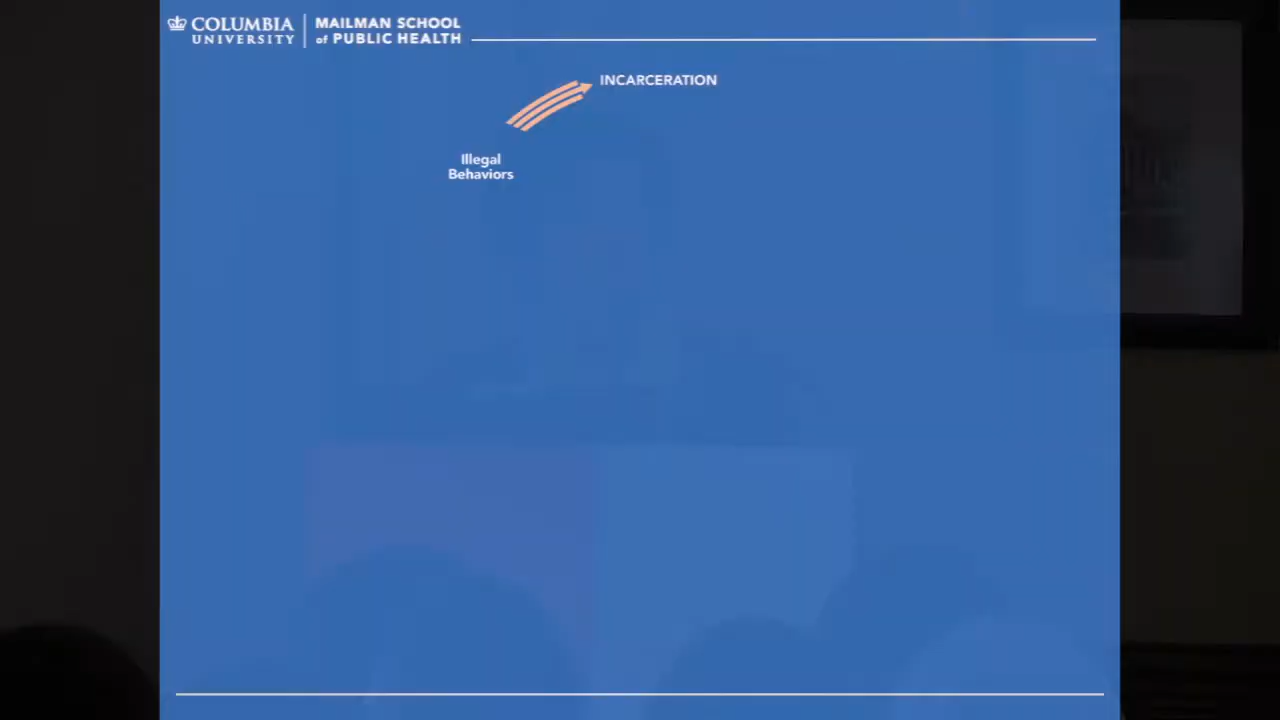 COLUMBIA UNIVERSITY
MAILMAN SCHOOL
of PUBLIC HEALTH
INCARCERATION
Illegal
Behaviors